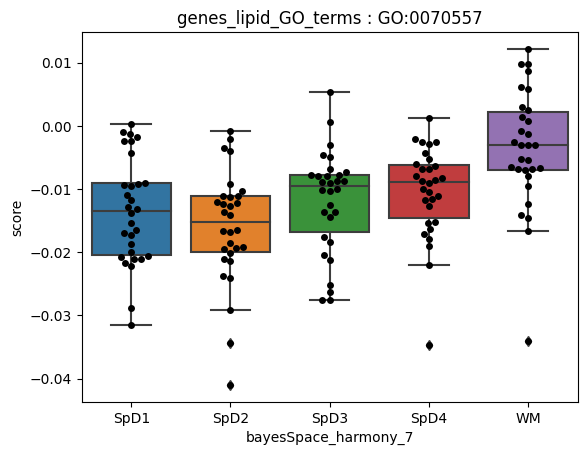 genes_lipid_GO_terms : GO:0070557
0.01
0.00
−0.01
−0.02
−0.03
−0.04
score
SpD1 SpD2 SpD3 SpD4 WM
bayesSpace_harmony_7